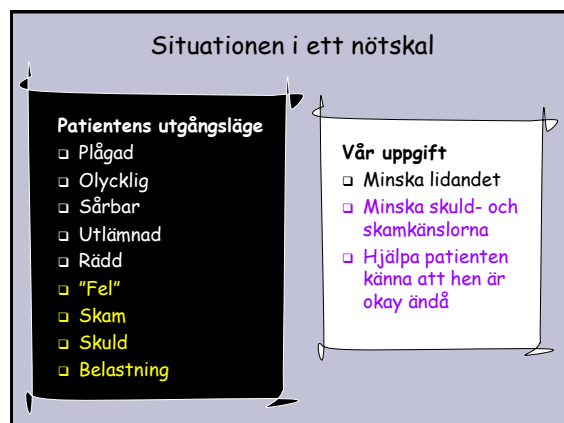 Situationen i ett nötskal
Patientens utgångsläge
Plågad
Olycklig
Sårbar
Utlämnad
Rädd
”Fel”
Skam
Skuld
Belastning
Vår uppgift
Minska lidandet
Minska skuld- och
skamkänslorna
Hjälpa patienten
känna att hen är
okay ändå